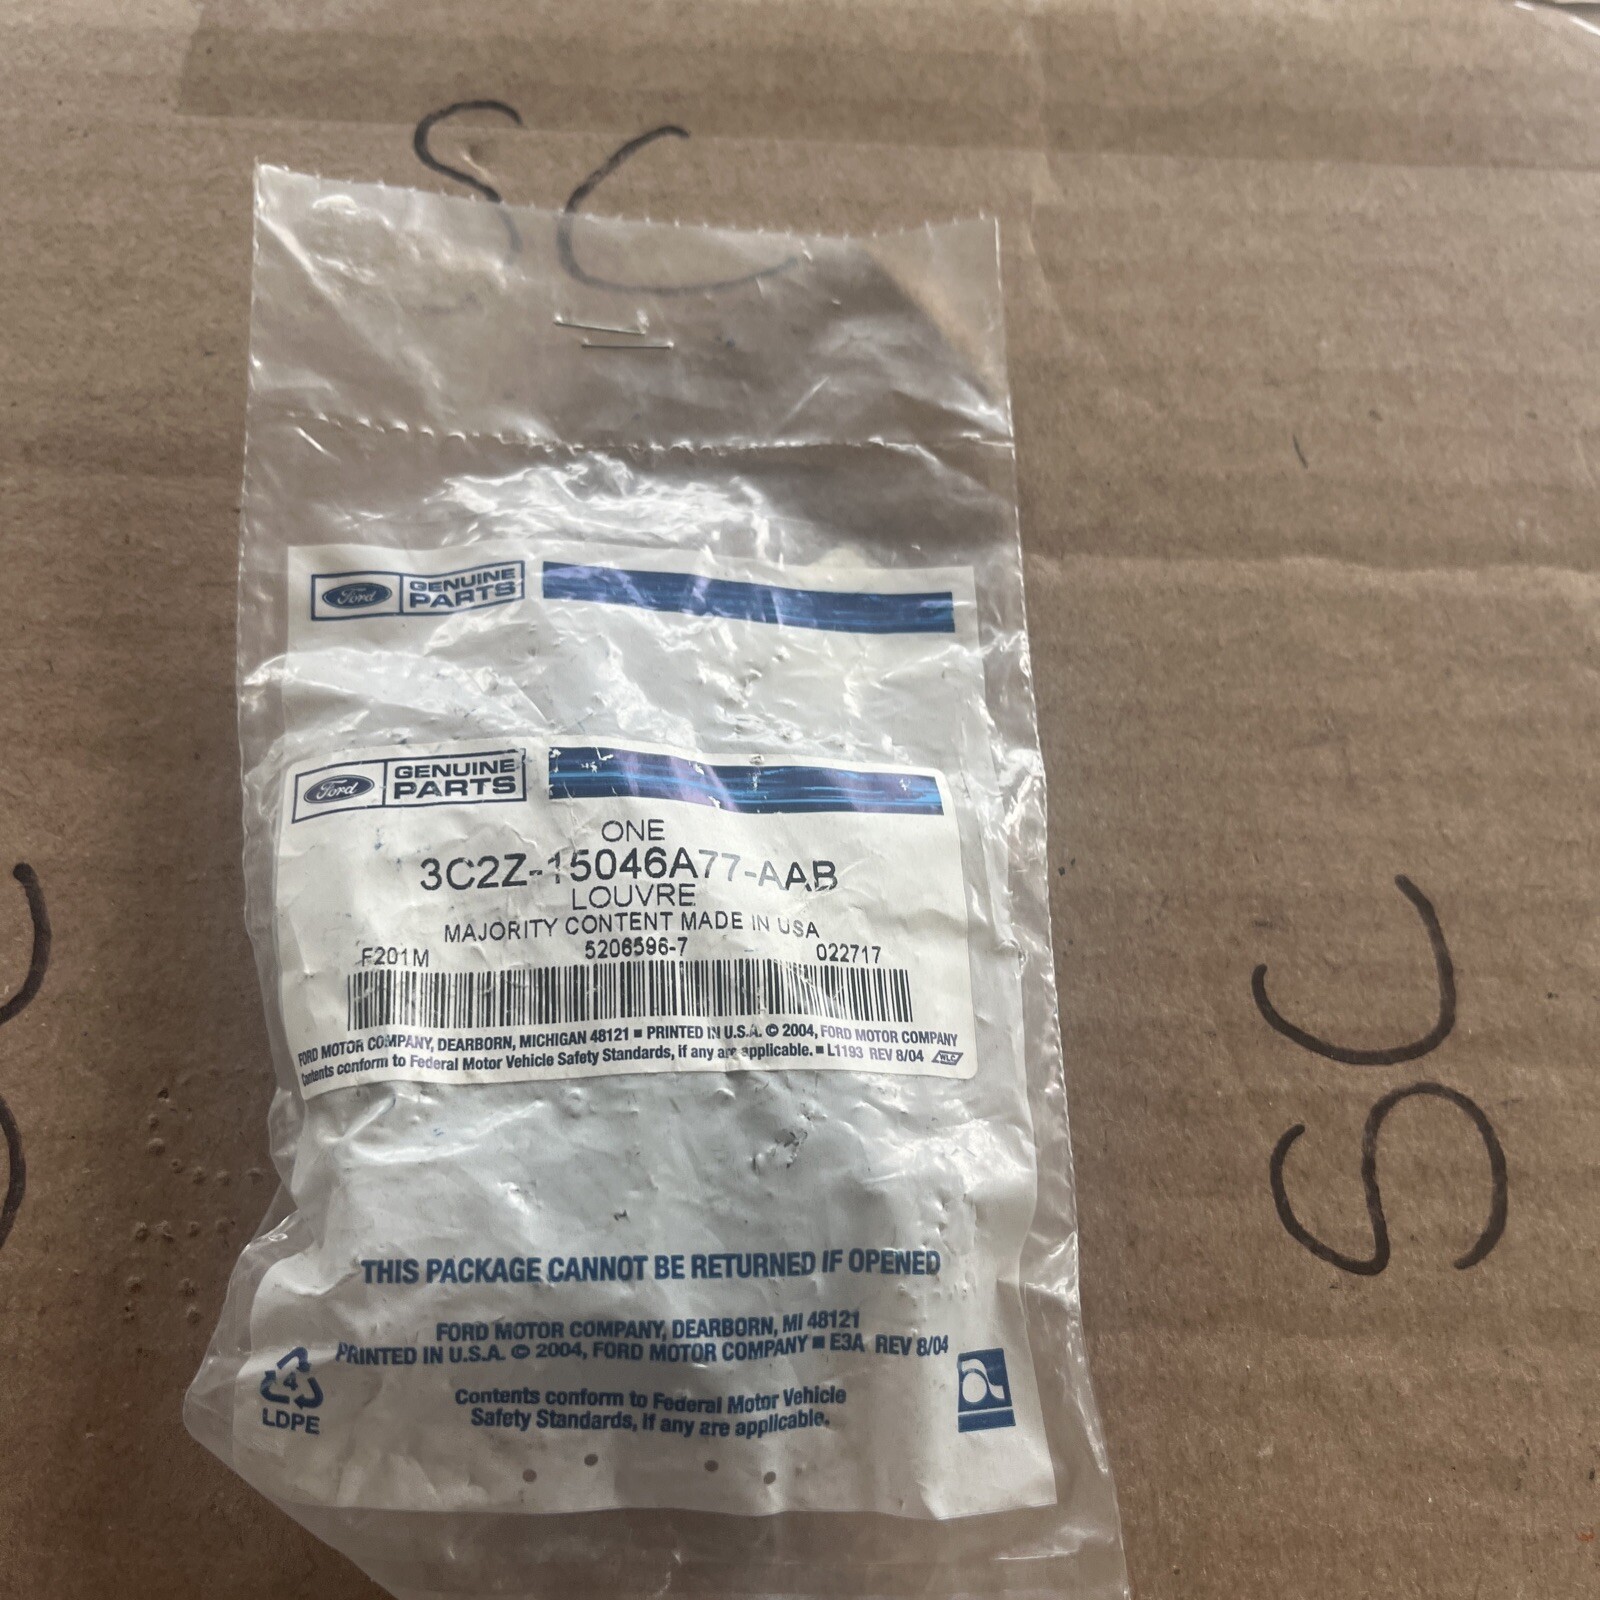 SC
Ford GENUINE PARTS
Ford GENUINE PARTS
ONE
3C2Z-15046A77-AAB
LOUVRE
MAJORITY CONTENT MADE IN USA
F201M 5206596-7 022717
FORD MOTOR COMPANY, DEARBORN, MICHIGAN 48121 ■ PRINTED IN U.S.A. © 2004, FORD MOTOR COMPANY
Contents conform to Federal Motor Vehicle Safety Standards, if any are applicable. ■ L1193 REV 8/04 WLC
SC
THIS PACKAGE CANNOT BE RETURNED IF OPENED
FORD MOTOR COMPANY, DEARBORN, MI 48121
PRINTED IN U.S.A. © 2004, FORD MOTOR COMPANY ■ E3A REV 8/04
Contents conform to Federal Motor Vehicle
Safety Standards, if any are applicable.
4
LDPE